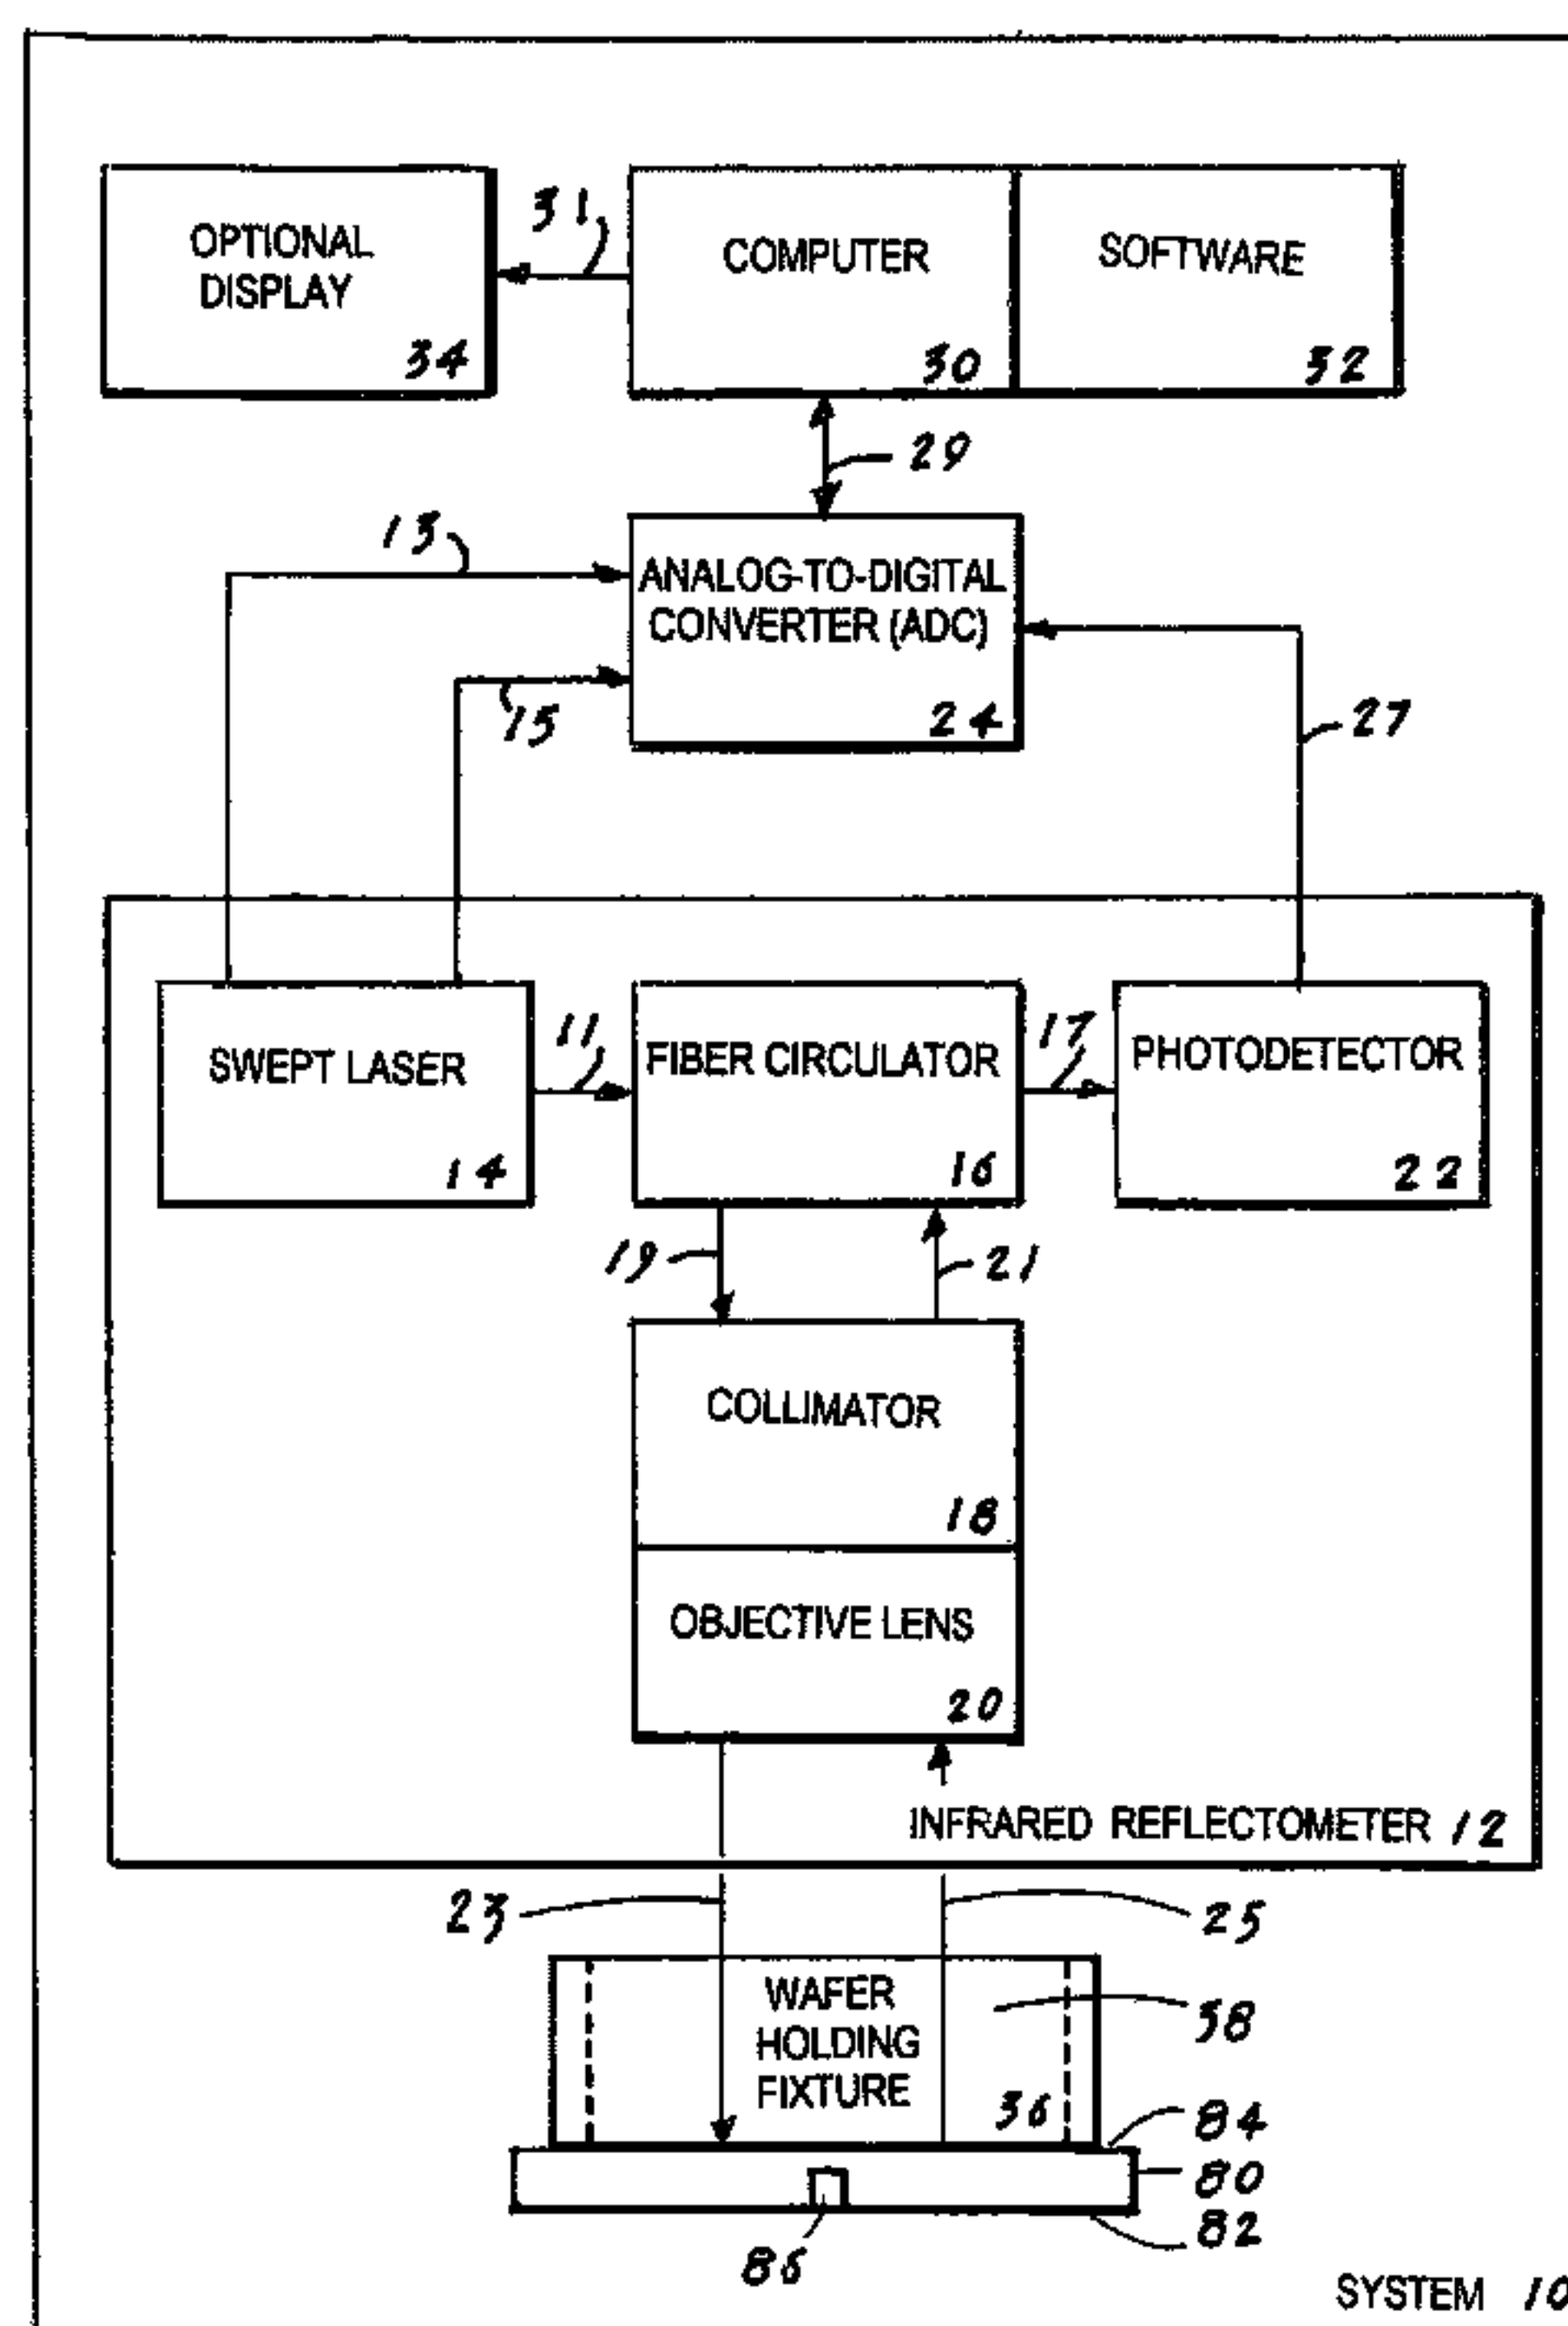 OPTIONAL
DISPLAY
34
31
COMPUTER
30
SOFTWARE
32
29
13
15
ANALOG-TO-DIGITAL
CONVERTER (ADC)
24
27
SWEPT LASER
14
11
FIBER CIRCULATOR
16
17
PHOTODETECTOR
22
19
21
COLLIMATOR
18
OBJECTIVE LENS
20
INFRARED REFLECTOMETER 12
23
25
WAFER
HOLDING
FIXTURE
36
38
84
80
82
86
SYSTEM 10